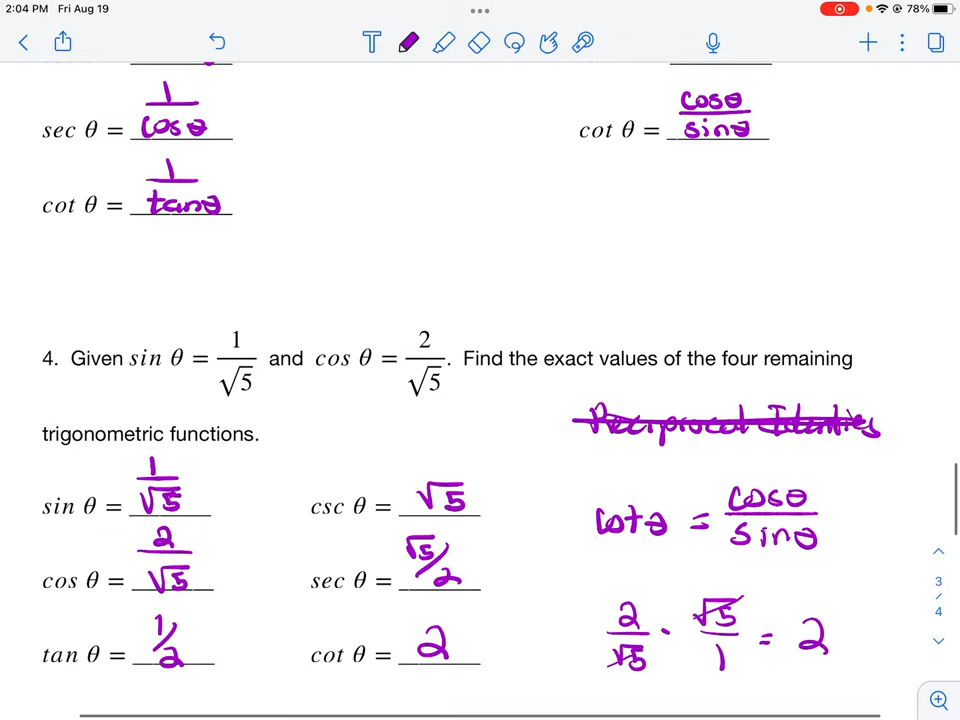 2:04 PM Fri Aug 19 78%
sec θ = 1/cosθ
cot θ = cosθ/sinθ
cot θ = 1/tanθ
4. Given sin θ = 1/√5 and cos θ = 2/√5. Find the exact values of the four remaining
trigonometric functions.
Reciprocal Identities
sin θ = 1/√5 csc θ = √5
cotθ = cosθ/sinθ
cos θ = 2/√5 sec θ = √5/2
tan θ = 1/2 cot θ = 2
2/√5 · √5/1 = 2
3
/
4